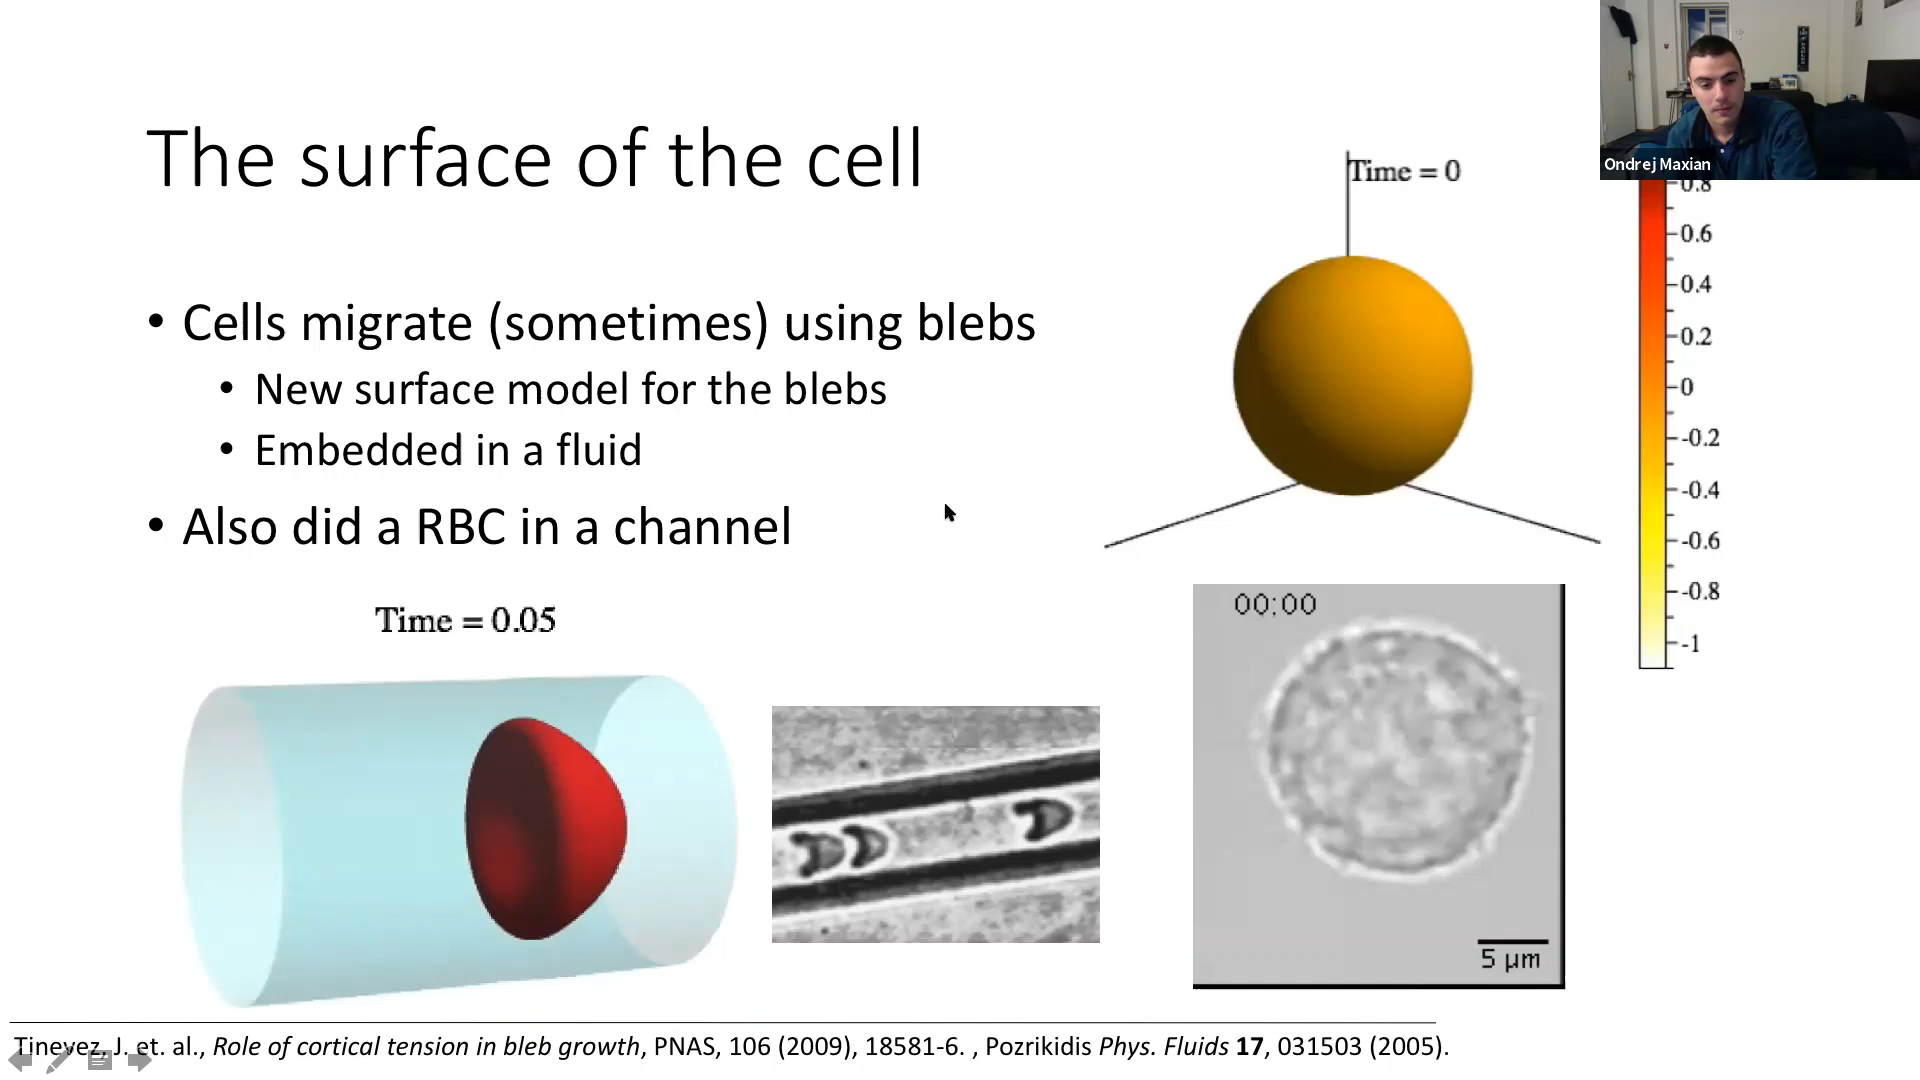 The surface of the cell
• Cells migrate (sometimes) using blebs
• New surface model for the blebs
• Embedded in a fluid
• Also did a RBC in a channel
Time = 0.05
Time = 0
Ondrej Maxian
0.8
0.6
0.4
0.2
0
-0.2
-0.4
-0.6
-0.8
-1
00:00
5 μm
Tinevez, J. et. al., Role of cortical tension in bleb growth, PNAS, 106 (2009), 18581-6. , Pozrikidis Phys. Fluids 17, 031503 (2005).